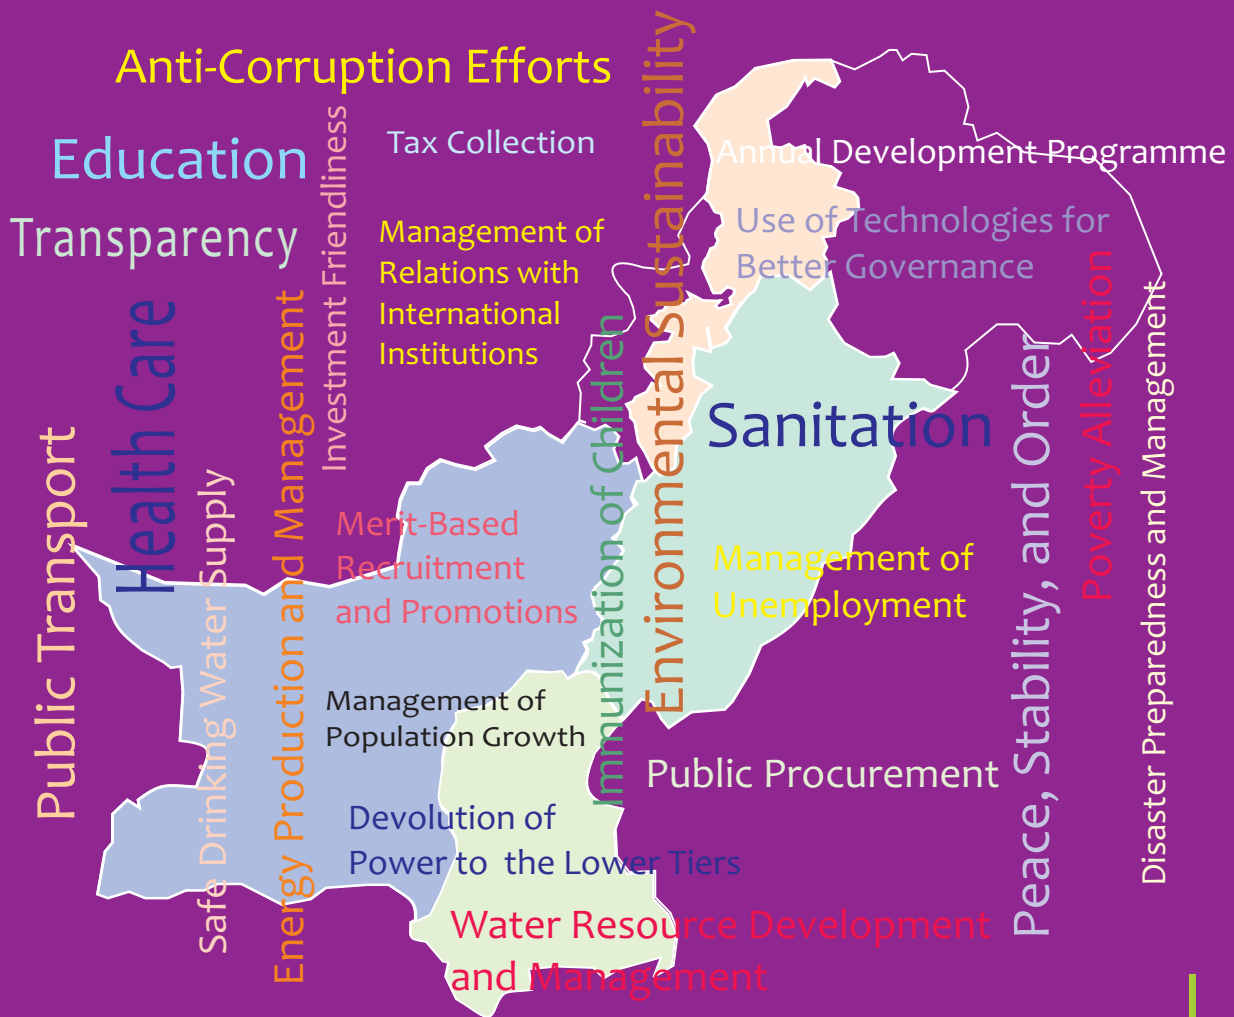 Anti-Corruption Efforts
Education
Transparency
Tax Collection
Investment Friendliness
Management of
Relations with
International
Institutions
Environmental Sustainability
Annual Development Programme
Use of Technologies for
Better Governance
Health Care
Public Transport
Safe Drinking Water Supply
Energy Production and Management
Immunization of Children
Sanitation
Merit-Based
Recruitment
and Promotions
Management of
Unemployment
Peace, Stability, and Order
Poverty Alleviation
Disaster Preparedness and Management
Management of
Population Growth
Public Procurement
Devolution of
Power to the Lower Tiers
Water Resource Development
and Management